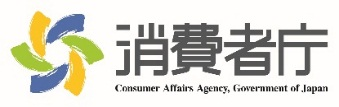 消費者庁
Consumer Affairs Agency, Government of Japan